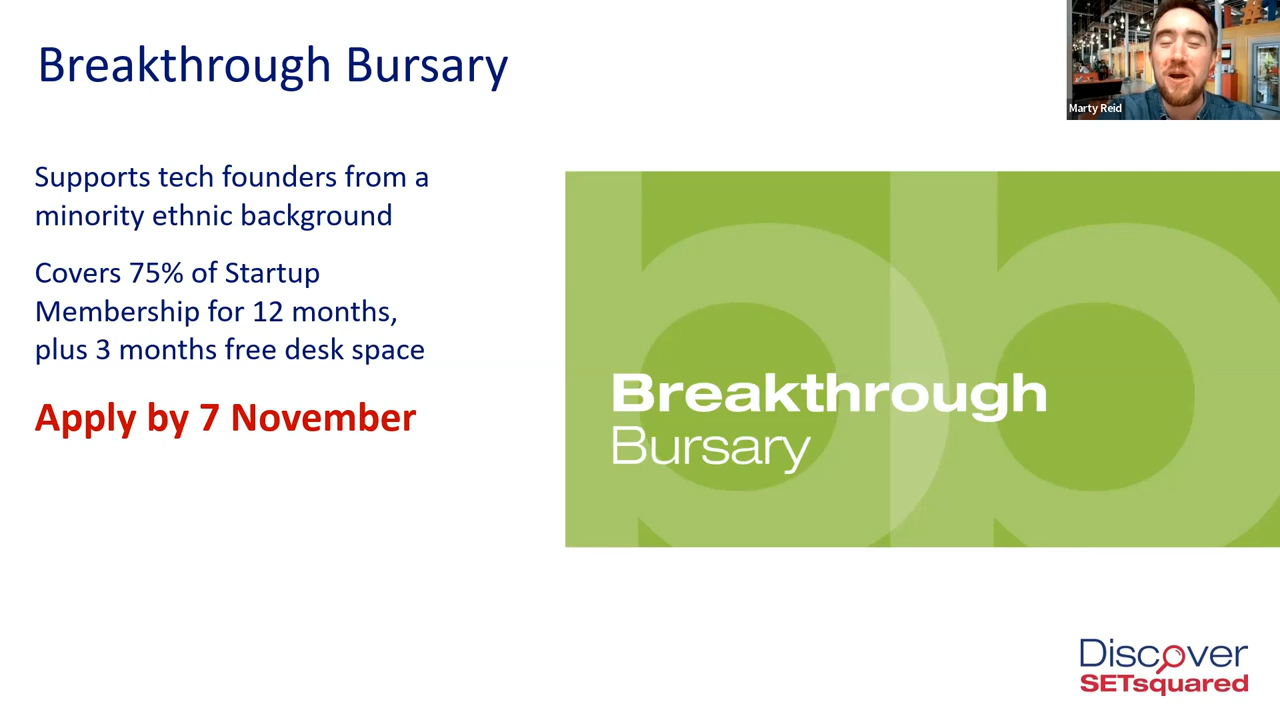 Breakthrough Bursary
Marty Reid
Supports tech founders from a
minority ethnic background
Covers 75% of Startup
Membership for 12 months,
plus 3 months free desk space
Apply by 7 November
Breakthrough
Bursary
Discover
SETsquared